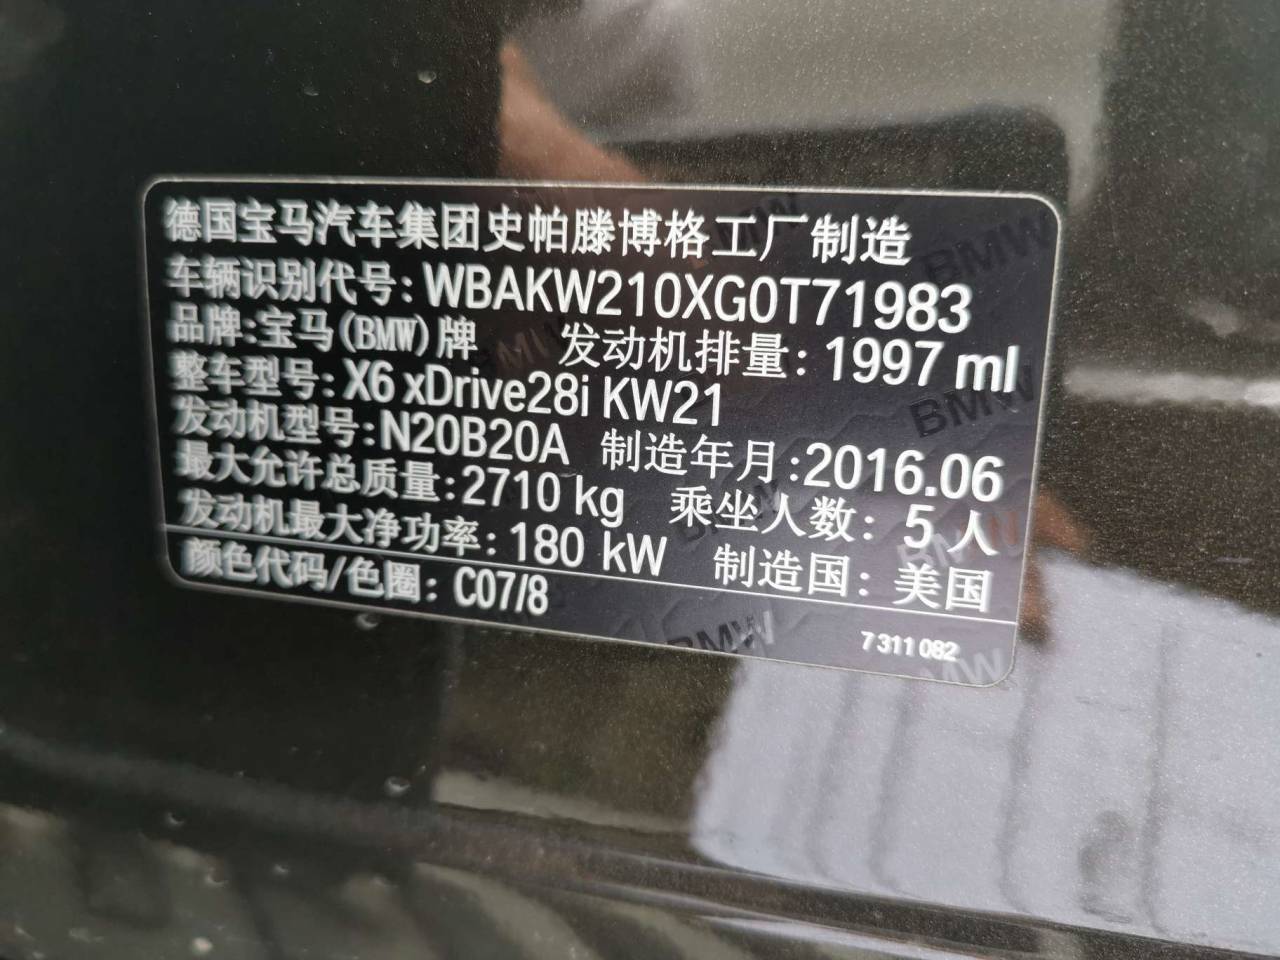 德国宝马汽车集团史帕滕博格工厂制造
车辆识别代号: WBAKW210XG0T71983
品牌: 宝马(BMW)牌 发动机排量: 1997 ml
整车型号: X6 xDrive28i KW21
发动机型号: N20B20A 制造年月: 2016.06
最大允许总质量: 2710 kg 乘坐人数: 5 人
发动机最大净功率: 180 kW 制造国: 美国
颜色代码/色圈: C07/8
7 311 082